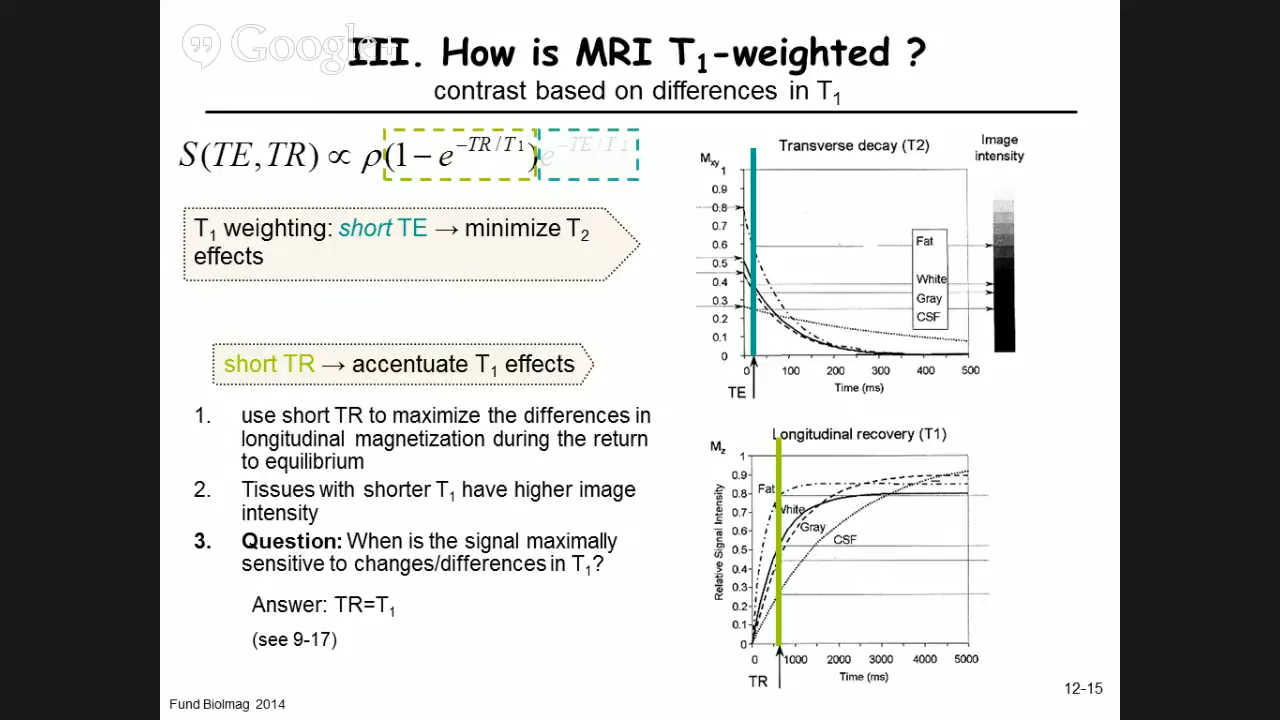 Google+
III. How is MRI T1-weighted ?
contrast based on differences in T1
S(TE,TR) ∝ ρ(1 − e^−TR/T1)e^−TE/T2
T1 weighting: short TE → minimize T2
effects
short TR → accentuate T1 effects
1. use short TR to maximize the differences in
longitudinal magnetization during the return
to equilibrium
2. Tissues with shorter T1 have higher image
intensity
3. Question: When is the signal maximally
sensitive to changes/differences in T1?
Answer: TR=T1
(see 9-17)
Transverse decay (T2)
Image
intensity
Mxy
1
0.9
0.8
0.7
0.6
0.5
0.4
0.3
0.2
0.1
0
Fat
White
Gray
CSF
0 100 200 300 400 500
TE
Time (ms)
Longitudinal recovery (T1)
Mz
Relative Signal Intensity
1
0.9
0.8
0.7
0.6
0.5
0.4
0.3
0.2
0.1
0
Fat
White
Gray
CSF
0 1000 2000 3000 4000 5000
TR
Time (ms)
12-15
Fund BioImag 2014